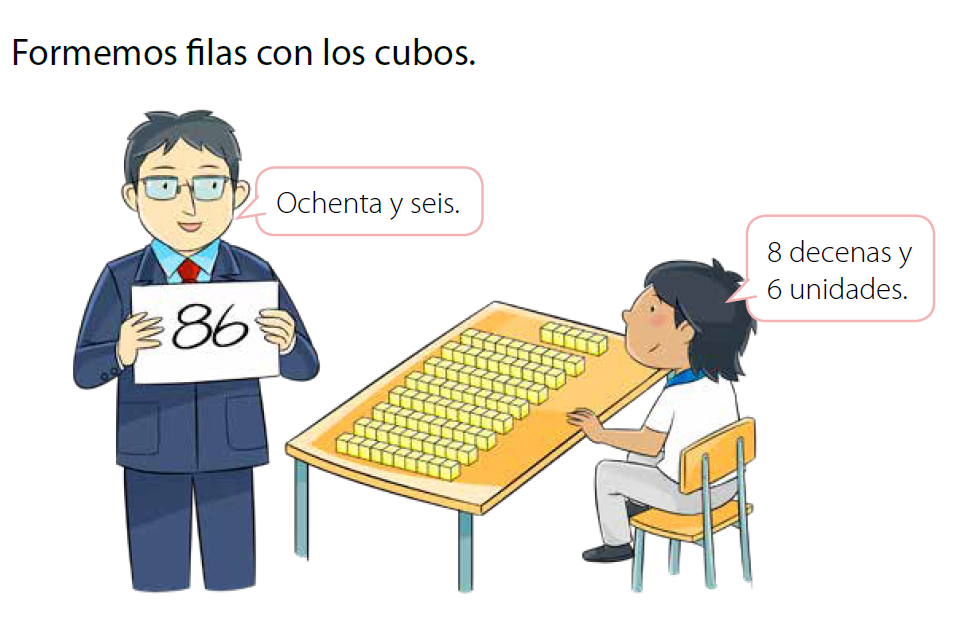 Formemos filas con los cubos.
Ochenta y seis.
86
8 decenas y
6 unidades.